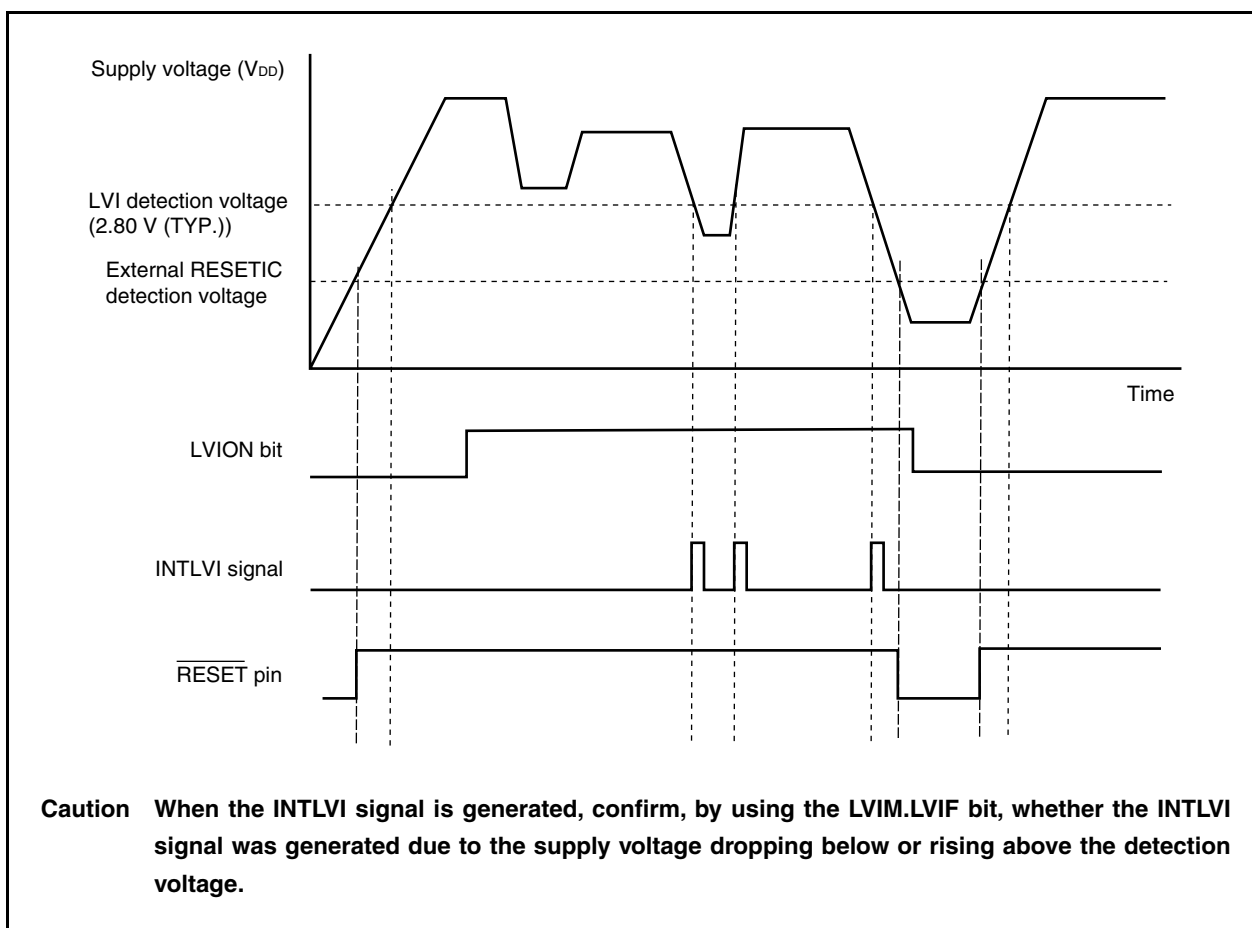 Supply voltage (VDD)
LVI detection voltage
(2.80 V (TYP.))
External RESETIC
detection voltage
Time
LVION bit
INTLVI signal
RESET pin
Caution When the INTLVI signal is generated, confirm, by using the LVIM.LVIF bit, whether the INTLVI
signal was generated due to the supply voltage dropping below or rising above the detection
voltage.